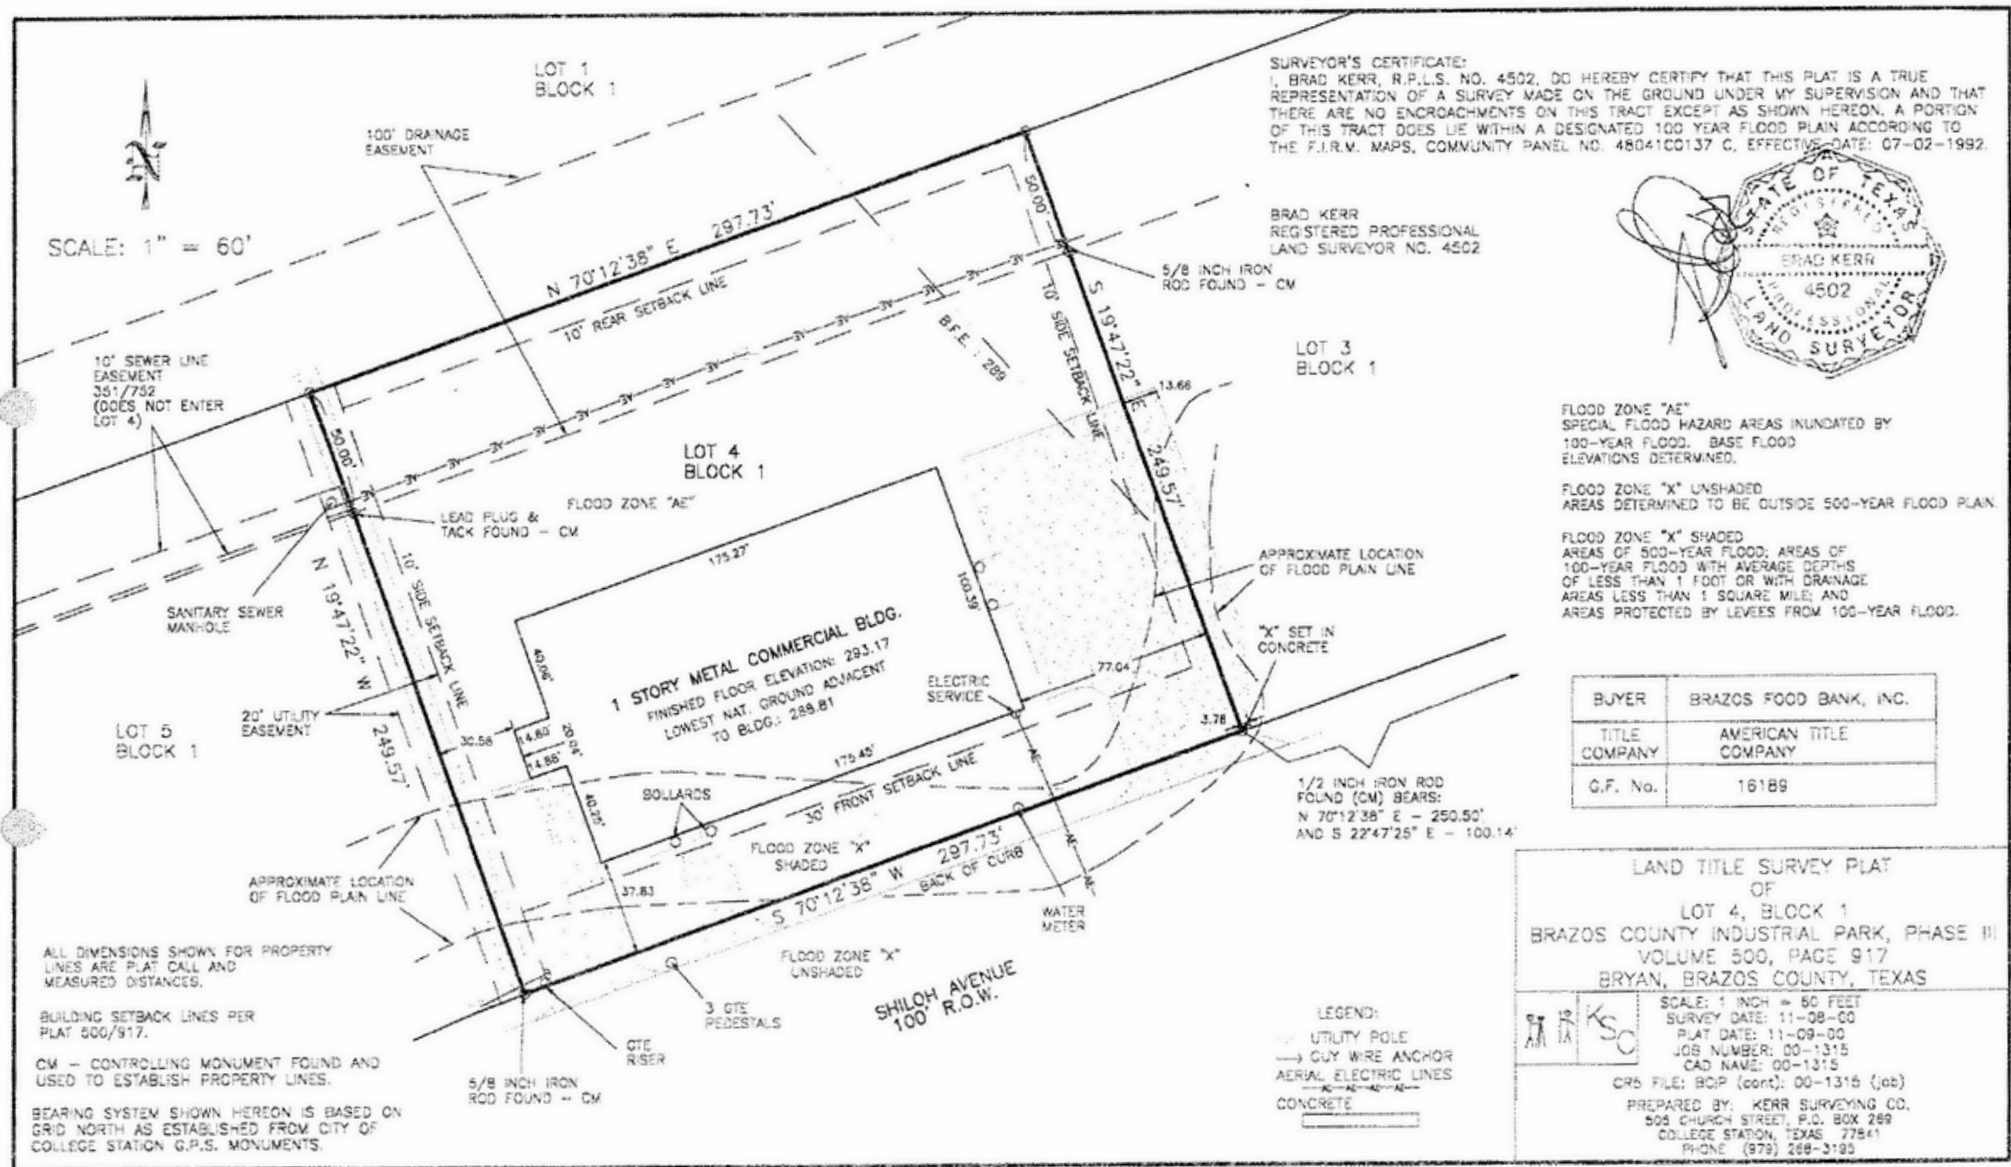 LOT 1
BLOCK 1
100' DRAINAGE
EASEMENT
SCALE: 1" = 60'
N 70°12'38" E 297.73'
10' REAR SETBACK LINE
50.00'
SURVEYOR'S CERTIFICATE:
I, BRAD KERR, R.P.L.S. NO. 4502, DO HEREBY CERTIFY THAT THIS PLAT IS A TRUE
REPRESENTATION OF A SURVEY MADE ON THE GROUND UNDER MY SUPERVISION AND THAT
THERE ARE NO ENCROACHMENTS ON THIS TRACT EXCEPT AS SHOWN HEREON. A PORTION
OF THIS TRACT DOES LIE WITHIN A DESIGNATED 100 YEAR FLOOD PLAIN ACCORDING TO
THE F.I.R.M. MAPS, COMMUNITY PANEL NO. 48041C0137 C, EFFECTIVE DATE: 07-02-1992.
BRAD KERR
REGISTERED PROFESSIONAL
LAND SURVEYOR NO. 4502
STATE OF TEXAS
REGISTERED
BRAD KERR
4502
PROFESSIONAL
LAND SURVEYOR
5/8 INCH IRON
ROD FOUND - CM
10' SIDE SETBACK LINE
S 19°47'22" E
249.57'
B.F.E. : 289
13.66
LOT 3
BLOCK 1
10' SEWER LINE
EASEMENT
351/752
(DOES NOT ENTER
LOT 4)
50.00'
LOT 4
BLOCK 1
FLOOD ZONE "AE"
LEAD PLUG &
TACK FOUND - CM
SANITARY SEWER
MANHOLE
N 19°47'22" W
249.57'
10' SIDE SETBACK LINE
175.27'
100.39'
40.06'
1 STORY METAL COMMERCIAL BLDG.
FINISHED FLOOR ELEVATION: 293.17
LOWEST NAT. GROUND ADJACENT
TO BLDG.: 288.81
ELECTRIC
SERVICE
77.04
3.78
APPROXIMATE LOCATION
OF FLOOD PLAIN LINE
"X" SET IN
CONCRETE
FLOOD ZONE "AE"
SPECIAL FLOOD HAZARD AREAS INUNDATED BY
100-YEAR FLOOD. BASE FLOOD
ELEVATIONS DETERMINED.
FLOOD ZONE "X" UNSHADED
AREAS DETERMINED TO BE OUTSIDE 500-YEAR FLOOD PLAIN.
FLOOD ZONE "X" SHADED
AREAS OF 500-YEAR FLOOD; AREAS OF
100-YEAR FLOOD WITH AVERAGE DEPTHS
OF LESS THAN 1 FOOT OR WITH DRAINAGE
AREAS LESS THAN 1 SQUARE MILE; AND
AREAS PROTECTED BY LEVEES FROM 100-YEAR FLOOD.
LOT 5
BLOCK 1
20' UTILITY
EASEMENT
30.56
14.80'
20.04'
14.86'
40.25'
175.45'
30' FRONT SETBACK LINE
BOLLARDS
FLOOD ZONE "X"
SHADED
37.83
S 70°12'38" W 297.73'
BACK OF CURB
AE
1/2 INCH IRON ROD
FOUND (CM) BEARS:
N 70°12'38" E - 250.50'
AND S 22°47'25" E - 100.14'
BUYER BRAZOS FOOD BANK, INC.
TITLE COMPANY AMERICAN TITLE COMPANY
G.F. No. 16189
APPROXIMATE LOCATION
OF FLOOD PLAIN LINE
WATER
METER
FLOOD ZONE "X"
UNSHADED
SHILOH AVENUE
100' R.O.W.
3 GTE
PEDESTALS
GTE
RISER
5/8 INCH IRON
ROD FOUND - CM
ALL DIMENSIONS SHOWN FOR PROPERTY
LINES ARE PLAT CALL AND
MEASURED DISTANCES.
BUILDING SETBACK LINES PER
PLAT 500/917.
CM - CONTROLLING MONUMENT FOUND AND
USED TO ESTABLISH PROPERTY LINES.
BEARING SYSTEM SHOWN HEREON IS BASED ON
GRID NORTH AS ESTABLISHED FROM CITY OF
COLLEGE STATION G.P.S. MONUMENTS.
LEGEND:
UTILITY POLE
GUY WIRE ANCHOR
AERIAL ELECTRIC LINES
AE AE AE
CONCRETE
LAND TITLE SURVEY PLAT
OF
LOT 4, BLOCK 1
BRAZOS COUNTY INDUSTRIAL PARK, PHASE III
VOLUME 500, PAGE 917
BRYAN, BRAZOS COUNTY, TEXAS
KSC
SCALE: 1 INCH = 60 FEET
SURVEY DATE: 11-08-00
PLAT DATE: 11-09-00
JOB NUMBER: 00-1315
CAD NAME: 00-1315
CR5 FILE: BCIP (cont); 00-1315 (job)
PREPARED BY: KERR SURVEYING CO.
505 CHURCH STREET, P.O. BOX 269
COLLEGE STATION, TEXAS 77841
PHONE (979) 268-3195